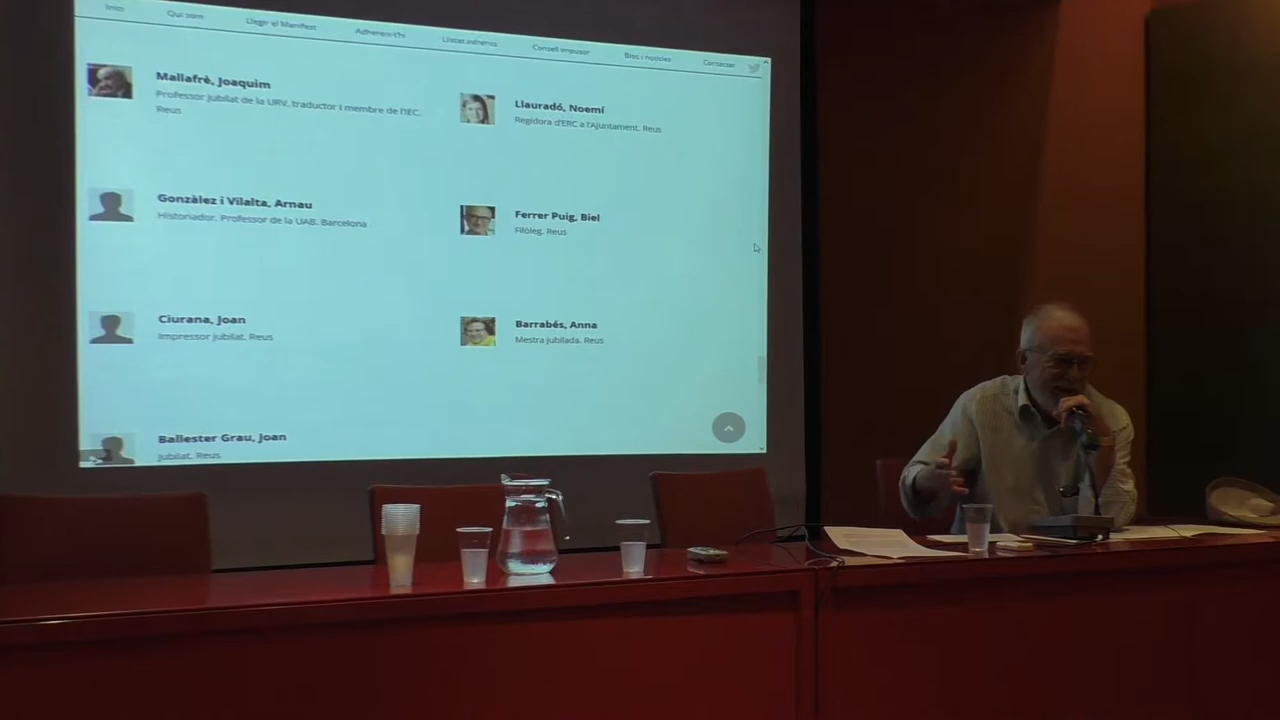 Inici
Qui som
Llegir el Manifest
Adhereix-t'hi
Llistat adherits
Consell impulsor
Bloc i notícies
Contactar
Mallafrè, Joaquim
Professor jubilat de la URV, traductor i membre de l'IEC.
Reus
Llauradó, Noemí
Regidora d'ERC a l'Ajuntament. Reus
Gonzàlez i Vilalta, Arnau
Historiador. Professor de la UAB. Barcelona
Ferrer Puig, Biel
Filòleg. Reus
Ciurana, Joan
Impressor jubilat. Reus
Barrabés, Anna
Mestra jubilada. Reus
Ballester Grau, Joan
Jubilat. Reus